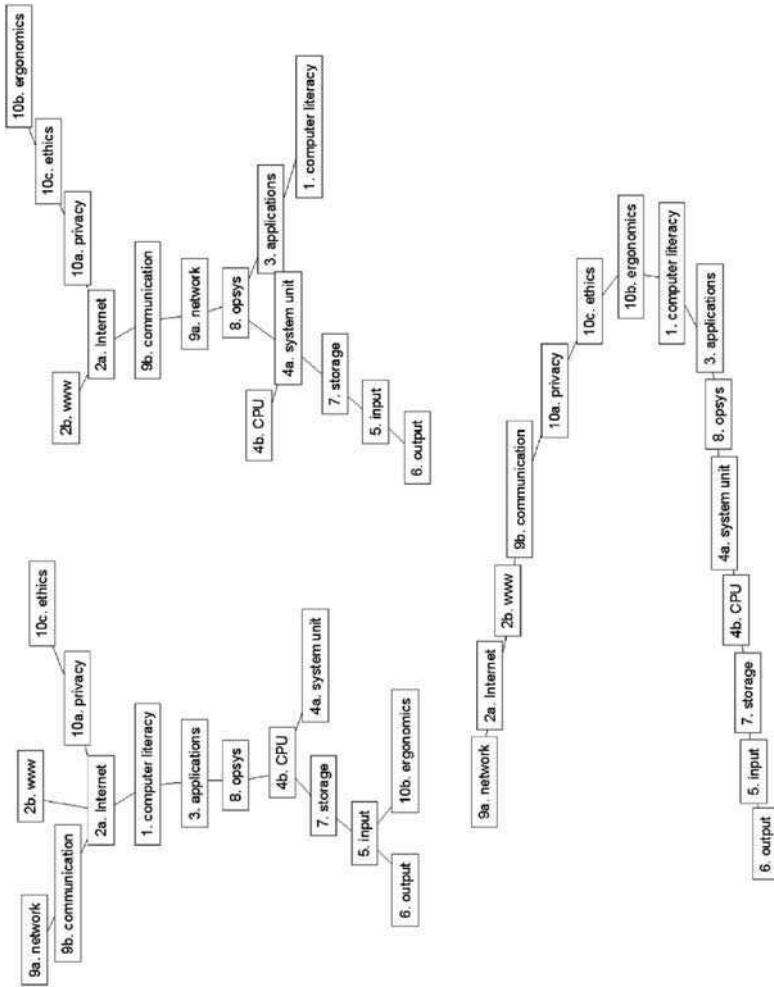 10c. ethics
10a. privacy
2b. www
2a. Internet
9b. communication
9a. network
1. computer literacy
3. applications
8. opsys
4b. CPU
4a. system unit
7. storage
5. input
10b. ergonomics
6. output
10b. ergonomics
10c. ethics
10a. privacy
2b. www
2a. Internet
9b. communication
9a. network
8. opsys
3. applications
1. computer literacy
4a. system unit
4b. CPU
7. storage
5. input
6. output
9a. network
2a. Internet
2b. www
9b. communication
10a. privacy
10c. ethics
10b. ergonomics
1. computer literacy
3. applications
8. opsys
4a. system unit
4b. CPU
7. storage
5. input
6. output